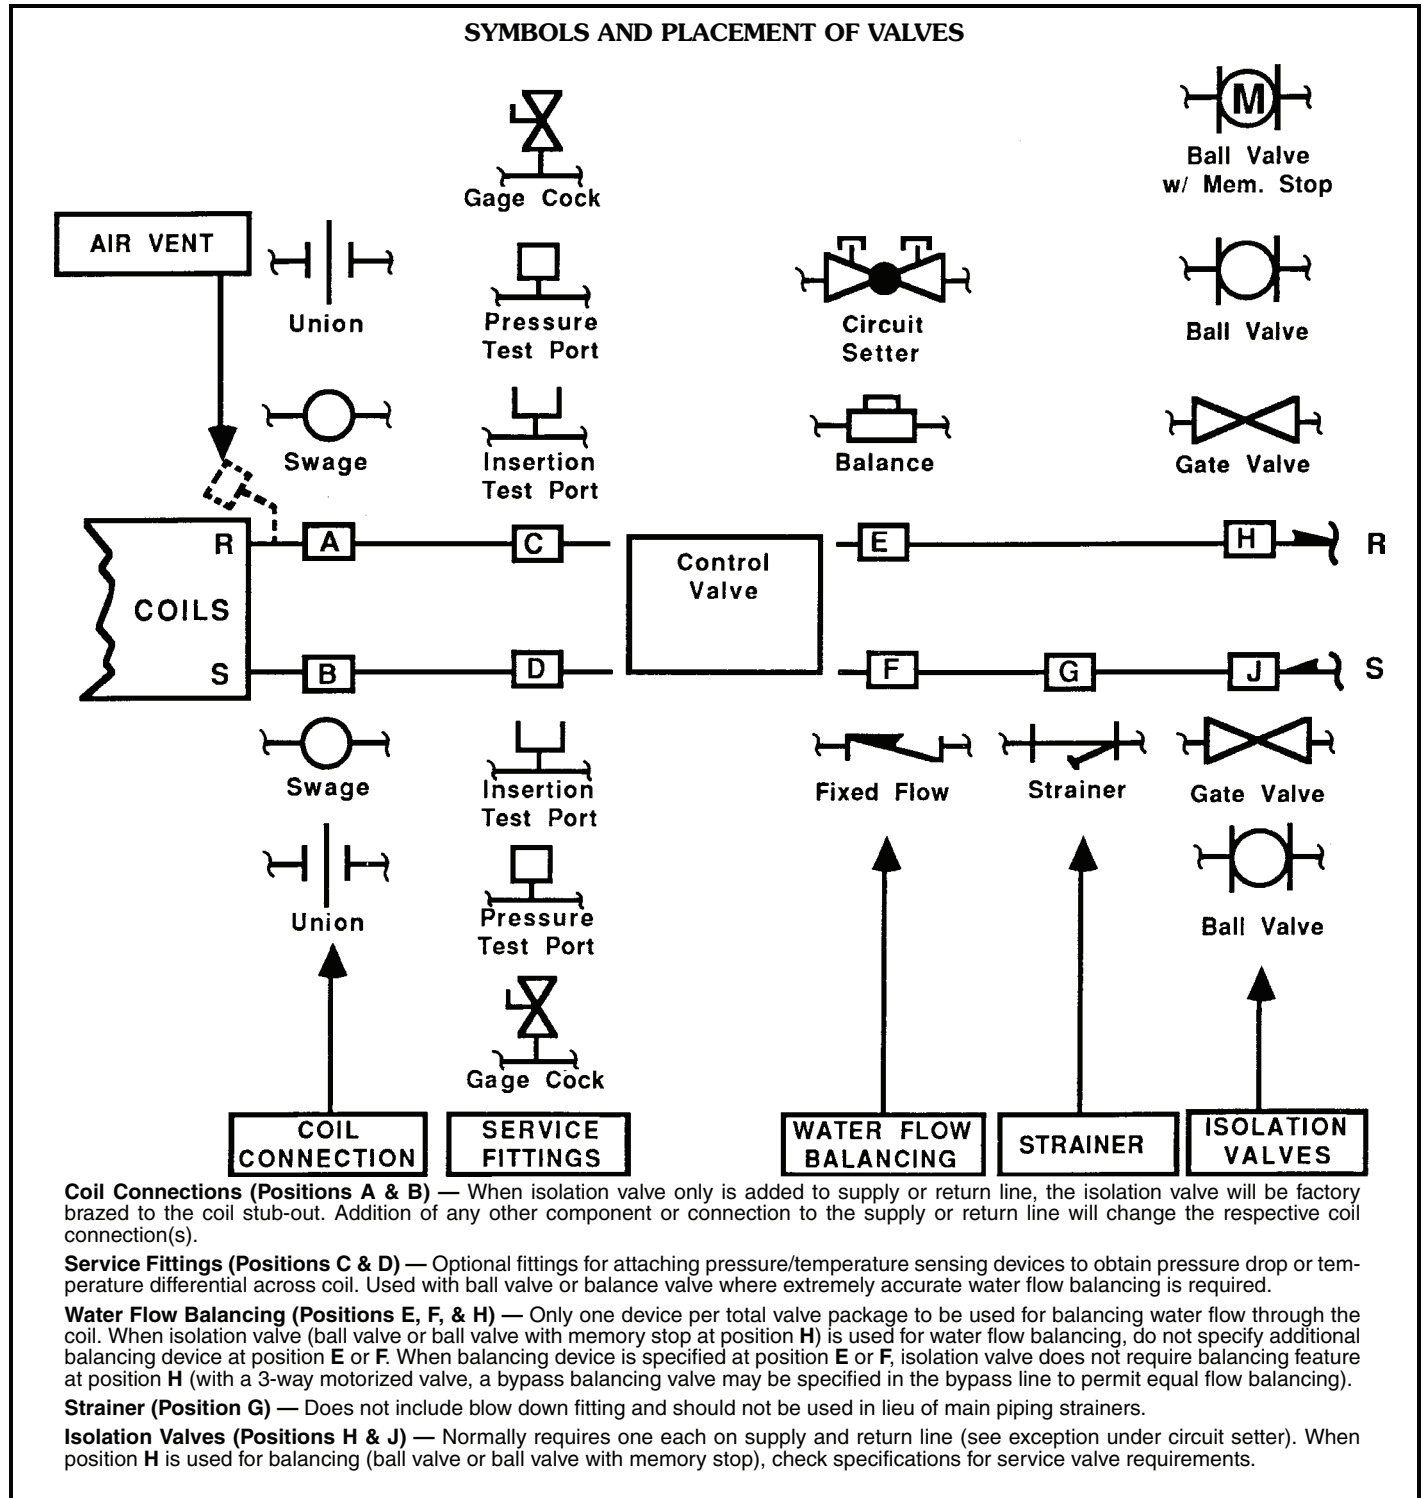 SYMBOLS AND PLACEMENT OF VALVES
M
Ball Valve
w/ Mem. Stop
Gage Cock
AIR VENT
Union
Pressure
Test Port
Circuit
Setter
Ball Valve
Swage
Insertion
Test Port
Balance
Gate Valve
R
A
C
Control
Valve
E
H
R
COILS
S
B
D
F
G
J
S
Swage
Insertion
Test Port
Fixed Flow
Strainer
Gate Valve
Union
Pressure
Test Port
Ball Valve
Gage Cock
COIL
CONNECTION
SERVICE
FITTINGS
WATER FLOW
BALANCING
STRAINER
ISOLATION
VALVES
Coil Connections (Positions A & B) — When isolation valve only is added to supply or return line, the isolation valve will be factory
brazed to the coil stub-out. Addition of any other component or connection to the supply or return line will change the respective coil
connection(s).
Service Fittings (Positions C & D) — Optional fittings for attaching pressure/temperature sensing devices to obtain pressure drop or tem-
perature differential across coil. Used with ball valve or balance valve where extremely accurate water flow balancing is required.
Water Flow Balancing (Positions E, F, & H) — Only one device per total valve package to be used for balancing water flow through the
coil. When isolation valve (ball valve or ball valve with memory stop at position H) is used for water flow balancing, do not specify additional
balancing device at position E or F. When balancing device is specified at position E or F, isolation valve does not require balancing feature
at position H (with a 3-way motorized valve, a bypass balancing valve may be specified in the bypass line to permit equal flow balancing).
Strainer (Position G) — Does not include blow down fitting and should not be used in lieu of main piping strainers.
Isolation Valves (Positions H & J) — Normally requires one each on supply and return line (see exception under circuit setter). When
position H is used for balancing (ball valve or ball valve with memory stop), check specifications for service valve requirements.